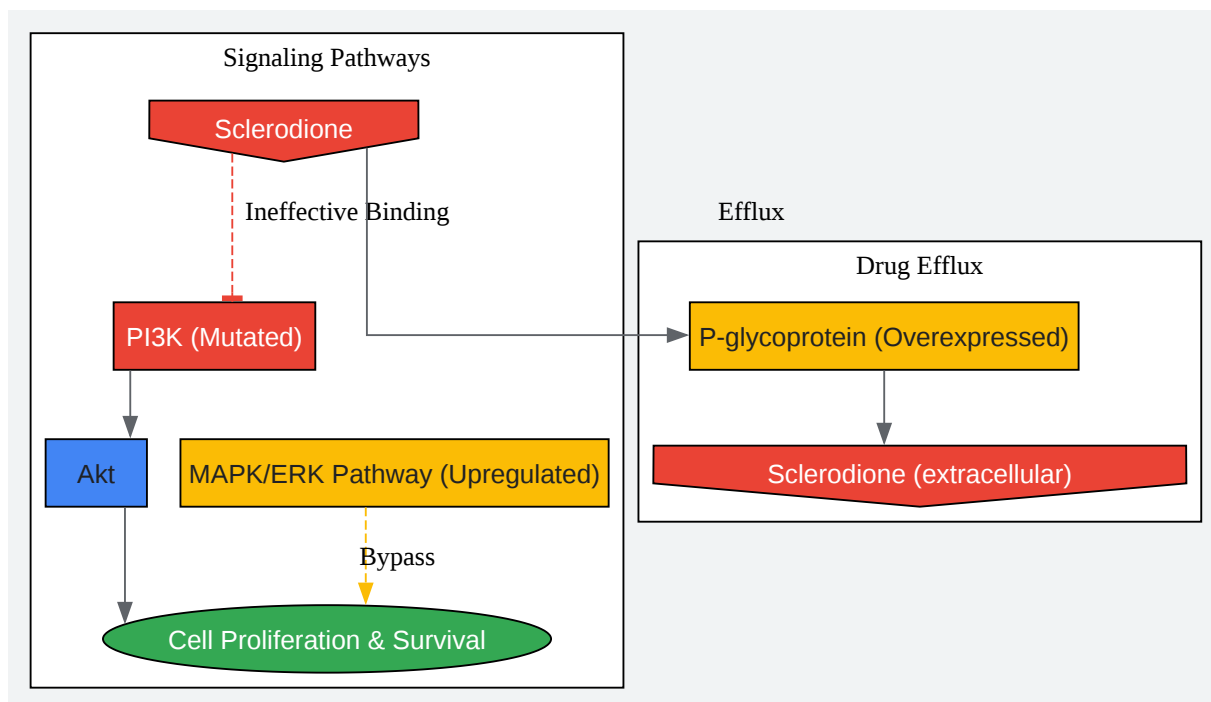 Signaling Pathways
Sclerodione
Ineffective Binding
Efflux
Drug Efflux
PI3K (Mutated)
P-glycoprotein (Overexpressed)
Akt
MAPK/ERK Pathway (Upregulated)
Sclerodione (extracellular)
Bypass
Cell Proliferation & Survival